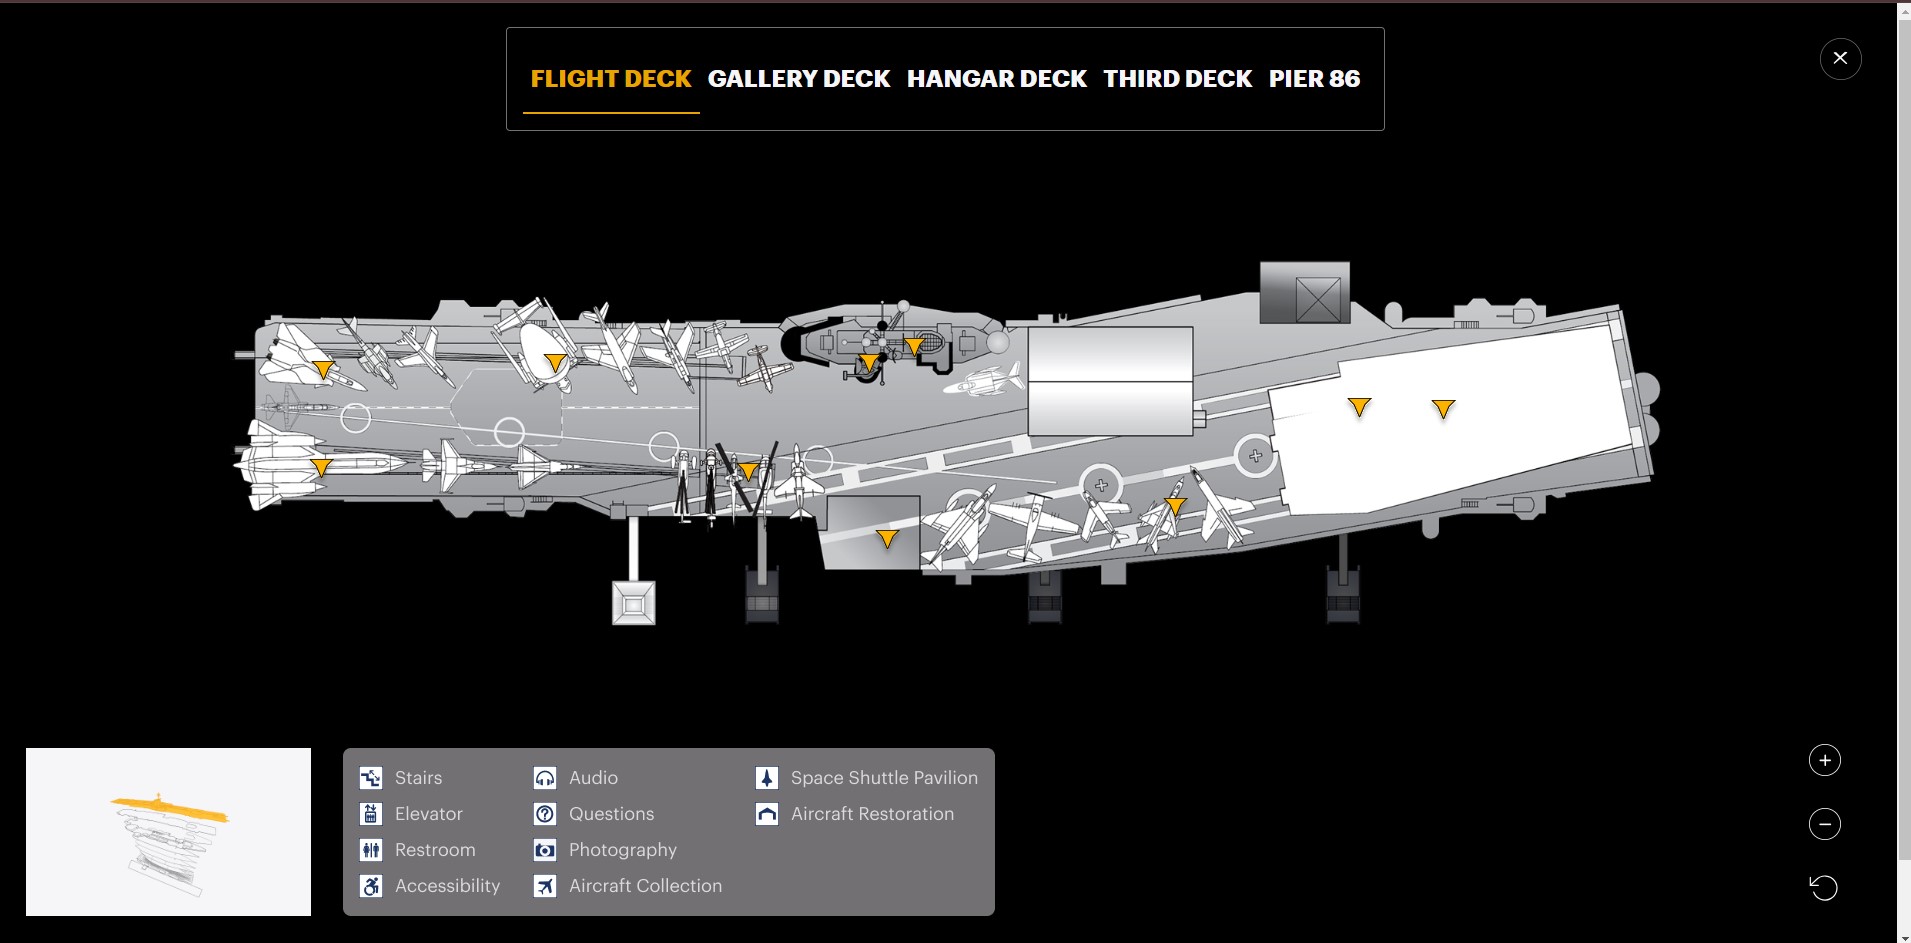 FLIGHT DECK GALLERY DECK HANGAR DECK THIRD DECK PIER 86
Stairs
Elevator
Restroom
Accessibility
Audio
Questions
Photography
Aircraft Collection
Space Shuttle Pavilion
Aircraft Restoration